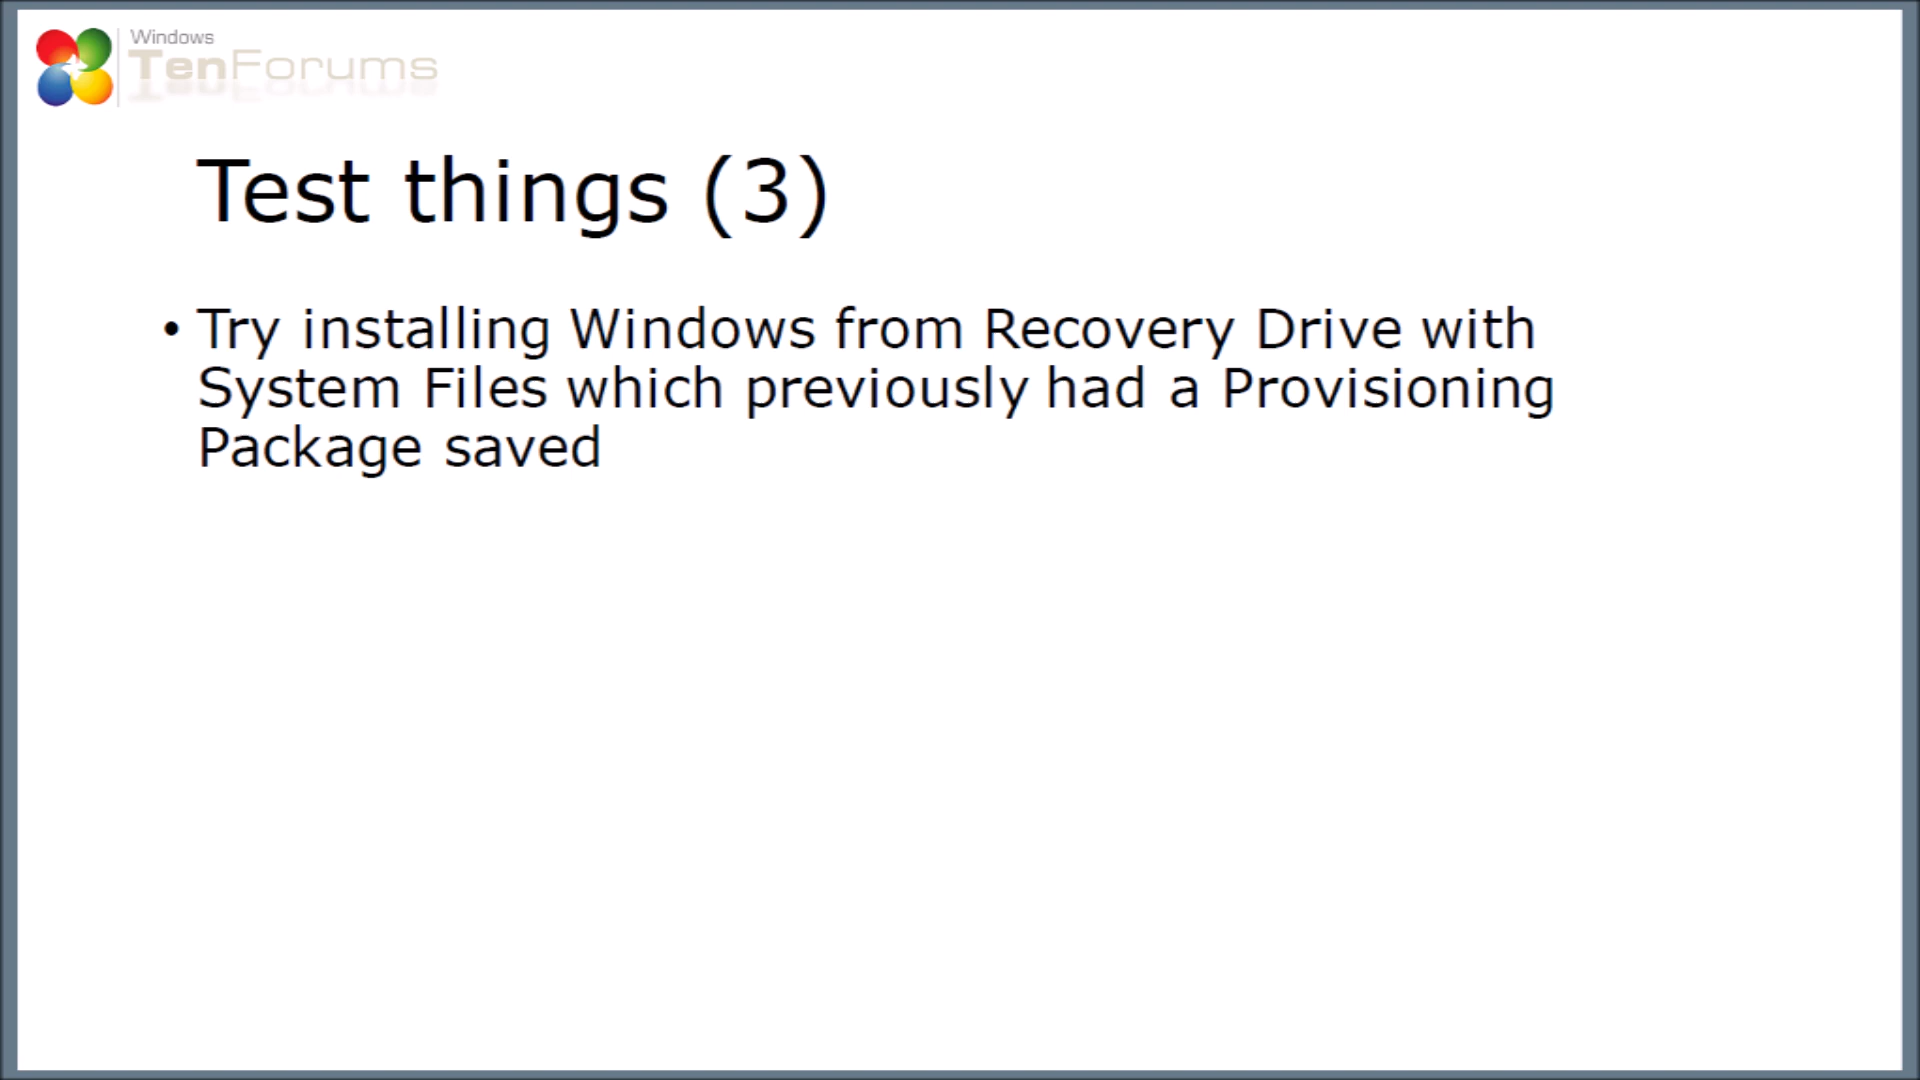 Windows
TenForums
Test things (3)
• Try installing Windows from Recovery Drive with
System Files which previously had a Provisioning
Package saved